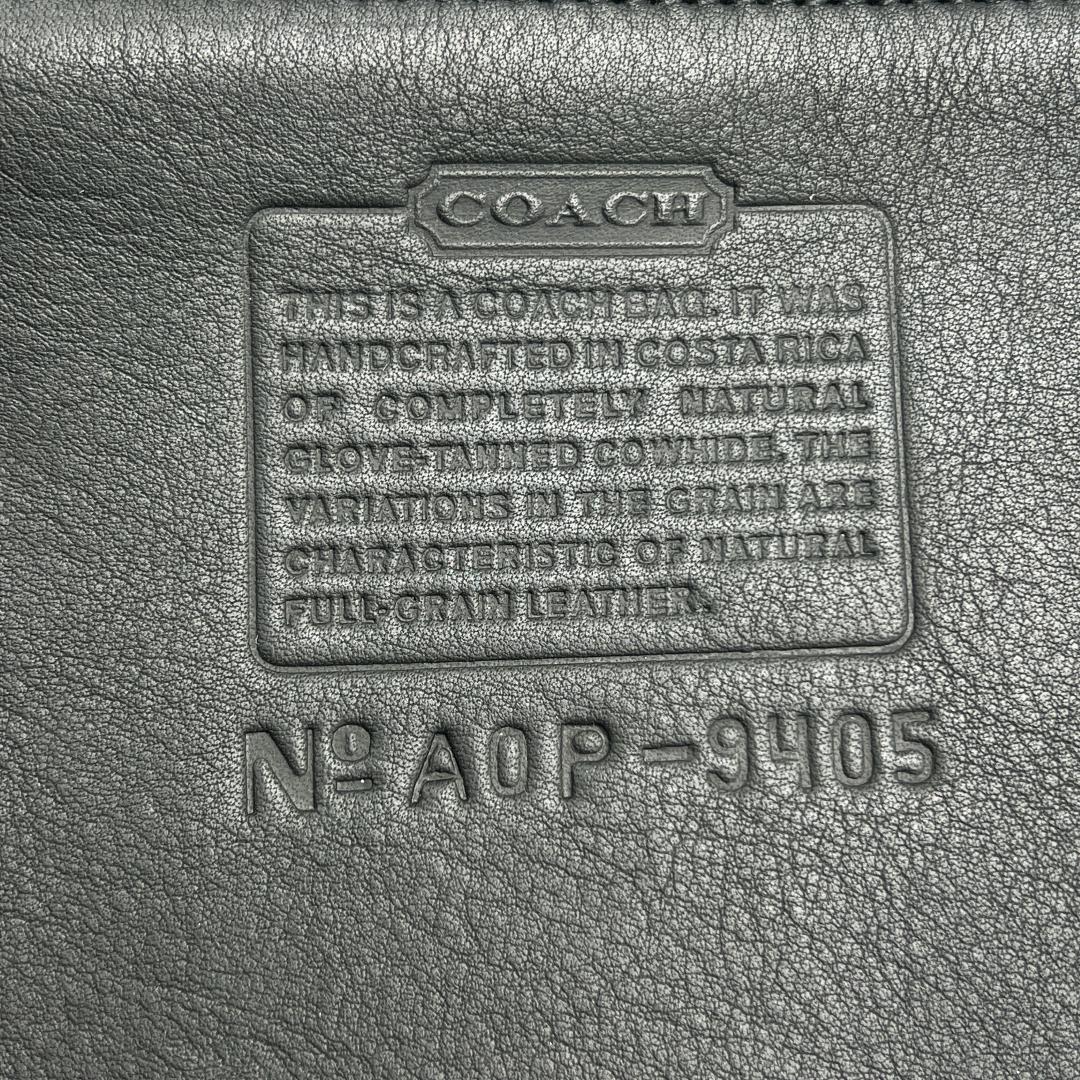 COACH
THIS IS A COACH BAG. IT WAS
HANDCRAFTED IN COSTA RICA
OF COMPLETELY NATURAL
GLOVE-TANNED COWHIDE. THE
VARIATIONS IN THE GRAIN ARE
CHARACTERISTIC OF NATURAL
FULL-GRAIN LEATHER.
Nº AOP-9405